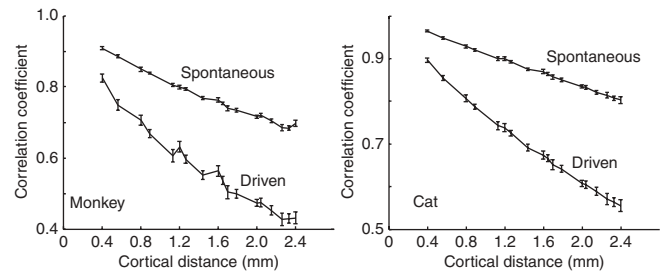 Correlation coefficient
1.0
0.8
0.6
0.4
Spontaneous
Driven
Monkey
0 0.4 0.8 1.2 1.6 2.0 2.4
Cortical distance (mm)
Correlation coefficient
0.9
0.7
0.5
Spontaneous
Driven
Cat
0 0.4 0.8 1.2 1.6 2.0 2.4
Cortical distance (mm)